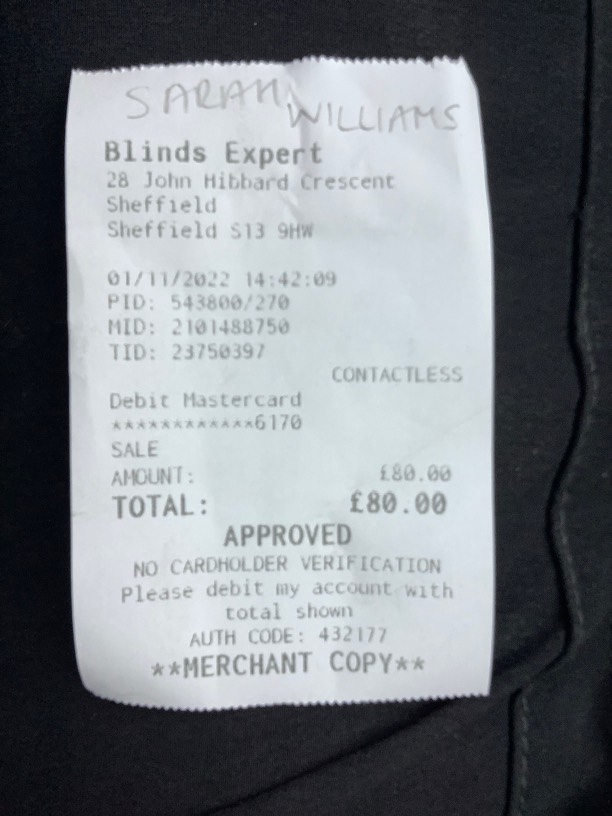 SARAH WILLIAMS
Blinds Expert
28 John Hibbard Crescent
Sheffield
Sheffield S13 9HW
01/11/2022 14:42:09
PID: 543800/270
MID: 2101488750
TID: 23750397
CONTACTLESS
Debit Mastercard
************6170
SALE
AMOUNT: £80.00
TOTAL: £80.00
APPROVED
NO CARDHOLDER VERIFICATION
Please debit my account with
total shown
AUTH CODE: 432177
**MERCHANT COPY**